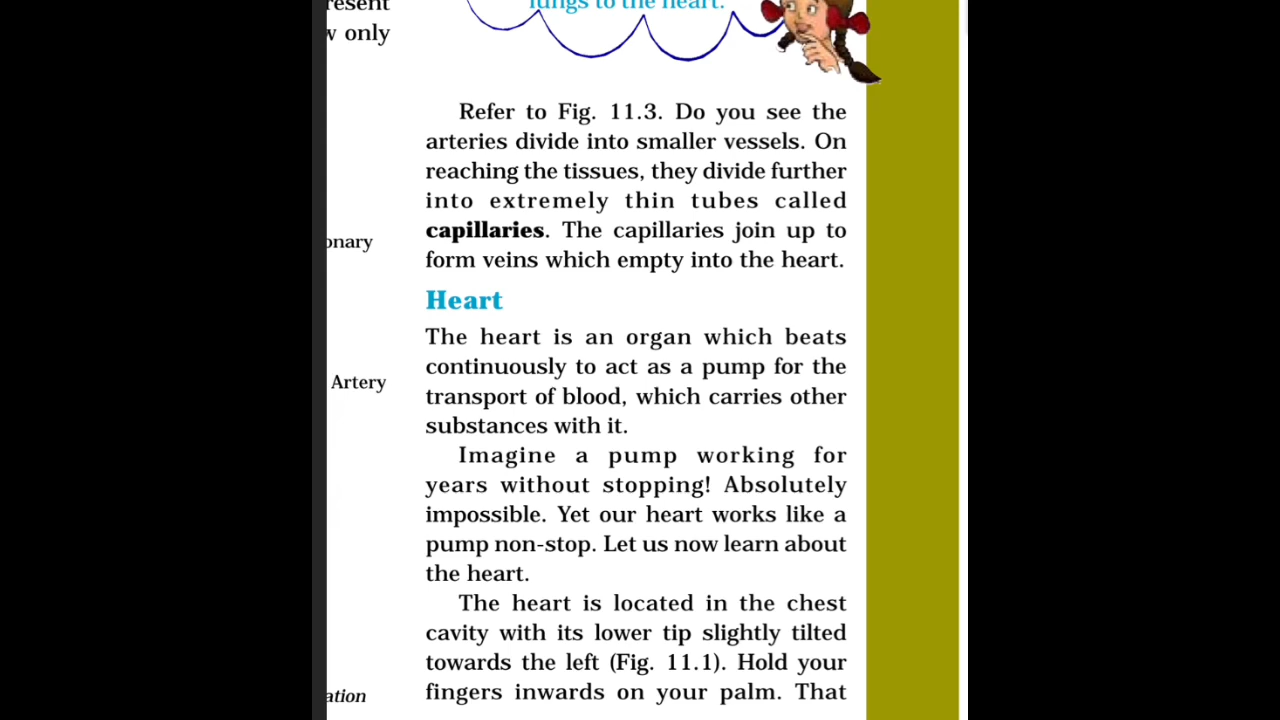 resent
w only
onary
Artery
ation
lungs to the heart.
Refer to Fig. 11.3. Do you see the
arteries divide into smaller vessels. On
reaching the tissues, they divide further
into extremely thin tubes called
capillaries. The capillaries join up to
form veins which empty into the heart.
Heart
The heart is an organ which beats
continuously to act as a pump for the
transport of blood, which carries other
substances with it.
Imagine a pump working for
years without stopping! Absolutely
impossible. Yet our heart works like a
pump non-stop. Let us now learn about
the heart.
The heart is located in the chest
cavity with its lower tip slightly tilted
towards the left (Fig. 11.1). Hold your
fingers inwards on your palm. That